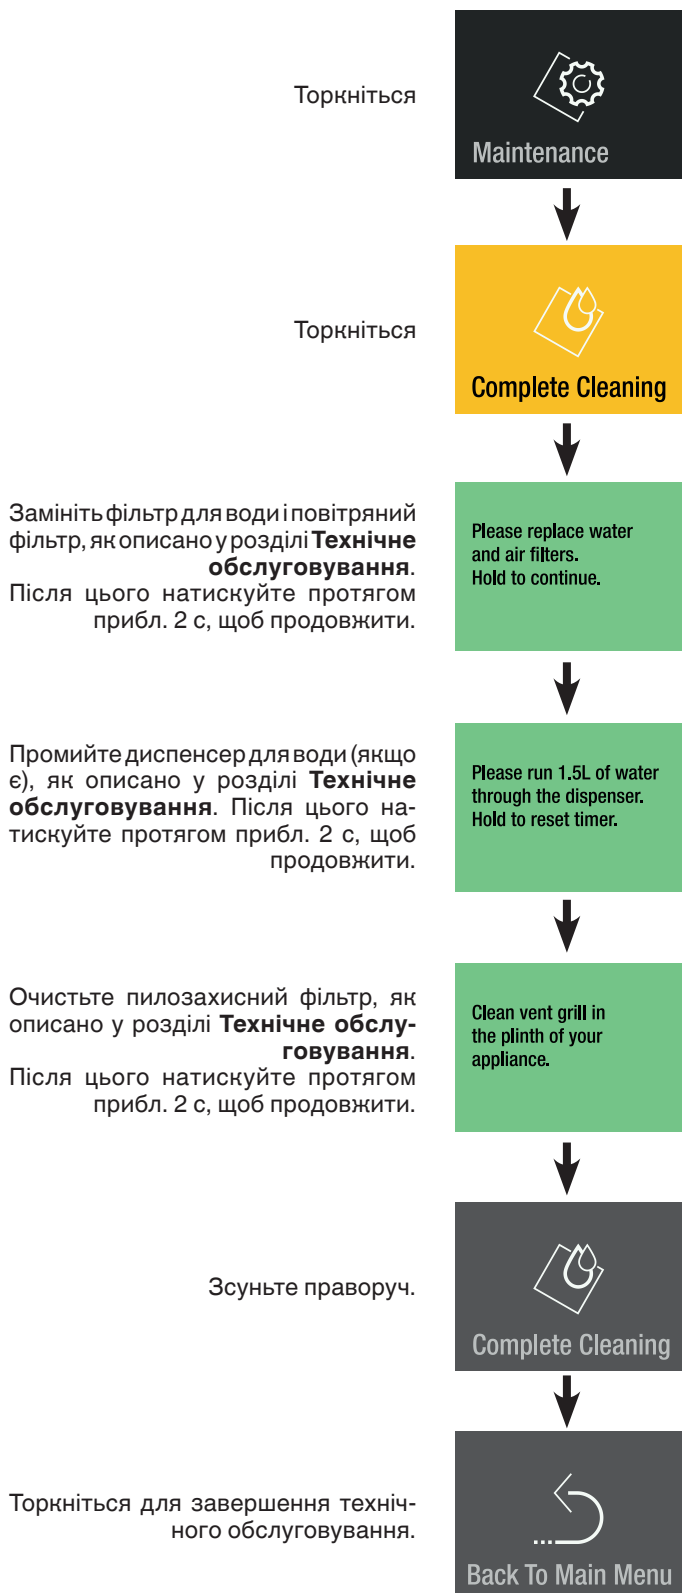 Торкніться
Maintenance
Торкніться
Complete Cleaning
Замініть фільтр для води і повітряний
фільтр, як описано у розділі Технічне
обслуговування.
Після цього натискуйте протягом
прибл. 2 с, щоб продовжити.
Please replace water
and air filters.
Hold to continue.
Промийте диспенсер для води (якщо
є), як описано у розділі Технічне
обслуговування. Після цього на-
тискуйте протягом прибл. 2 с, щоб
продовжити.
Please run 1.5L of water
through the dispenser.
Hold to reset timer.
Очистьте пилозахисний фільтр, як
описано у розділі Технічне обслу-
говування.
Після цього натискуйте протягом
прибл. 2 с, щоб продовжити.
Clean vent grill in
the plinth of your
appliance.
Зсуньте праворуч.
Complete Cleaning
Торкніться для завершення техніч-
ного обслуговування.
Back To Main Menu